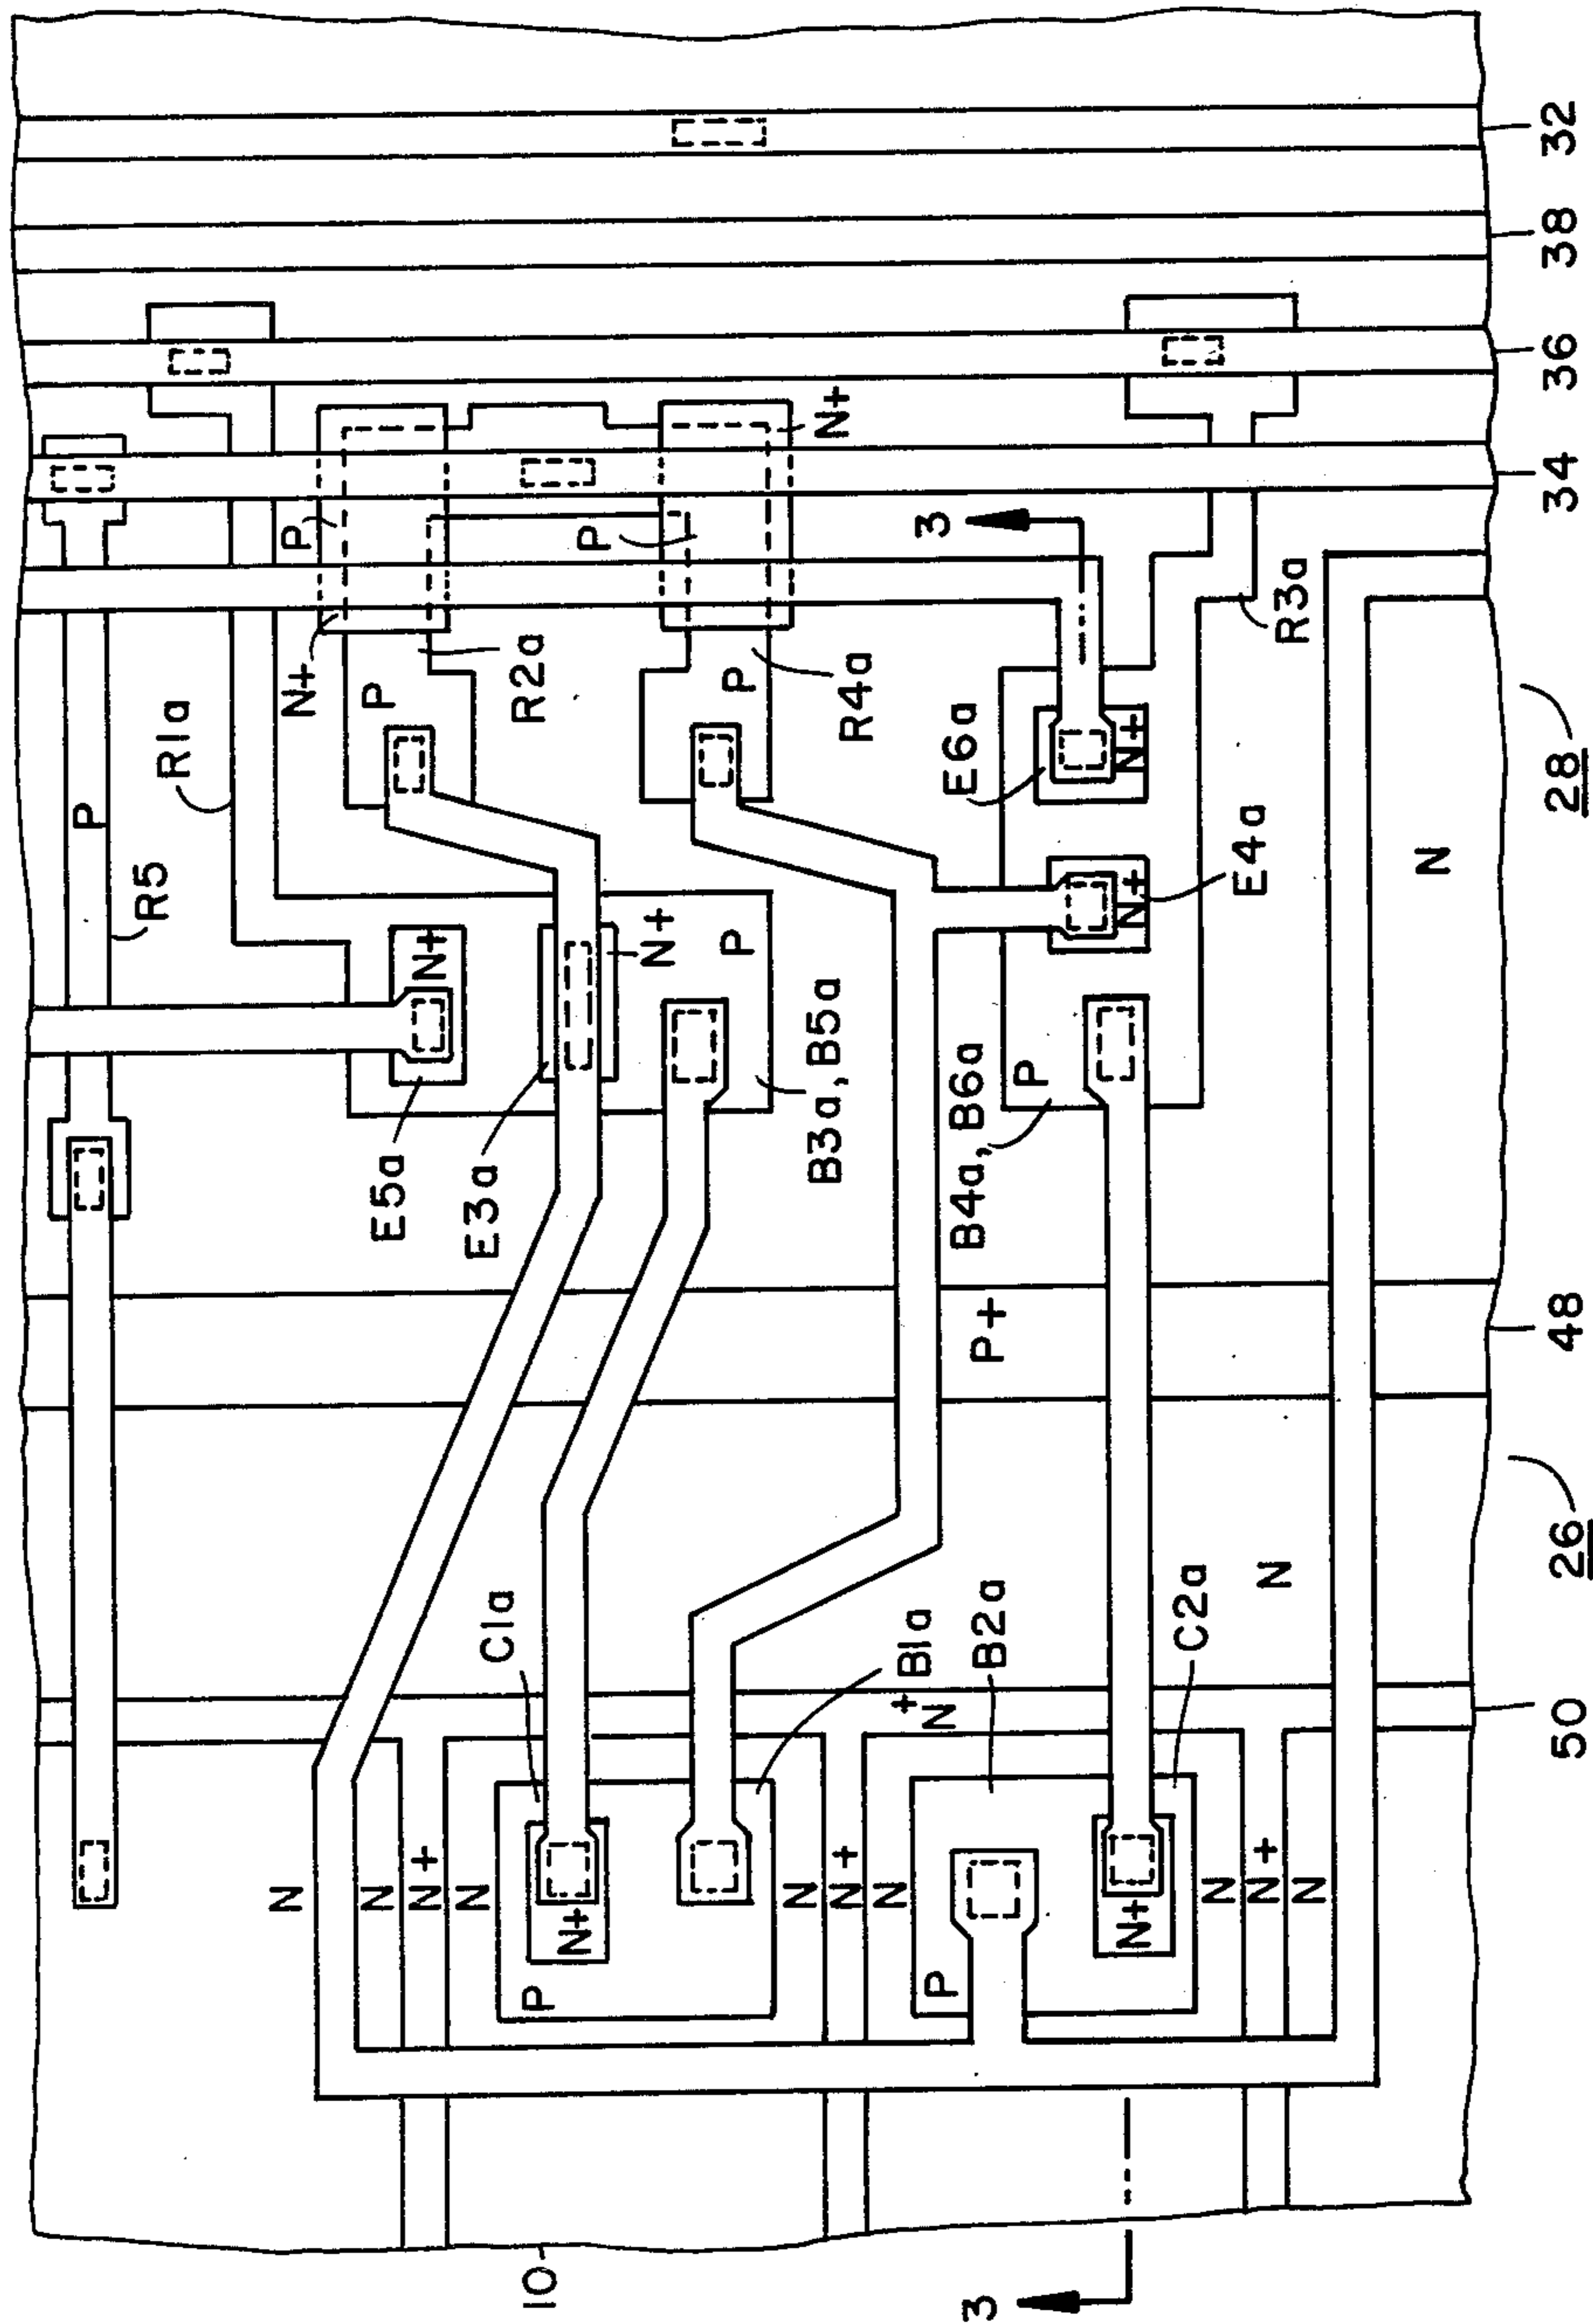 P
R5
R1a
N
N+ P
N P
E5a
N+ N+
N
E3a
10 C1a
R2a
P
N+ P
N+
P P
N
B3a, B5a
N+ N+
R4a
N
B1a
3
P N+
B4a, B6a E6a
3
B2a P+
P
N+ N+ N+
C2a
N
E4a
N+ N
R3a
N
N
50 26 48 28 34 36 38 32